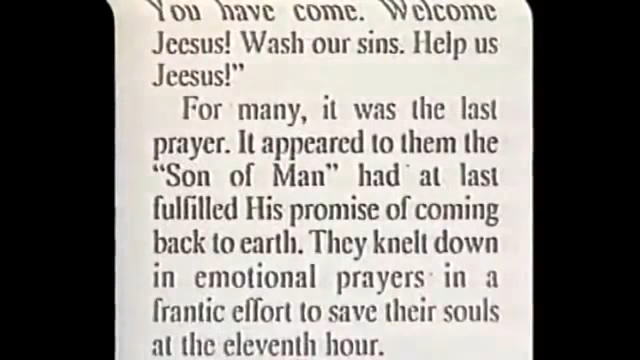 You have come. Welcome
Jeesus! Wash our sins. Help us
Jeesus!”
For many, it was the last
prayer. It appeared to them the
“Son of Man” had at last
fulfilled His promise of coming
back to earth. They knelt down
in emotional prayers in a
frantic effort to save their souls
at the eleventh hour.